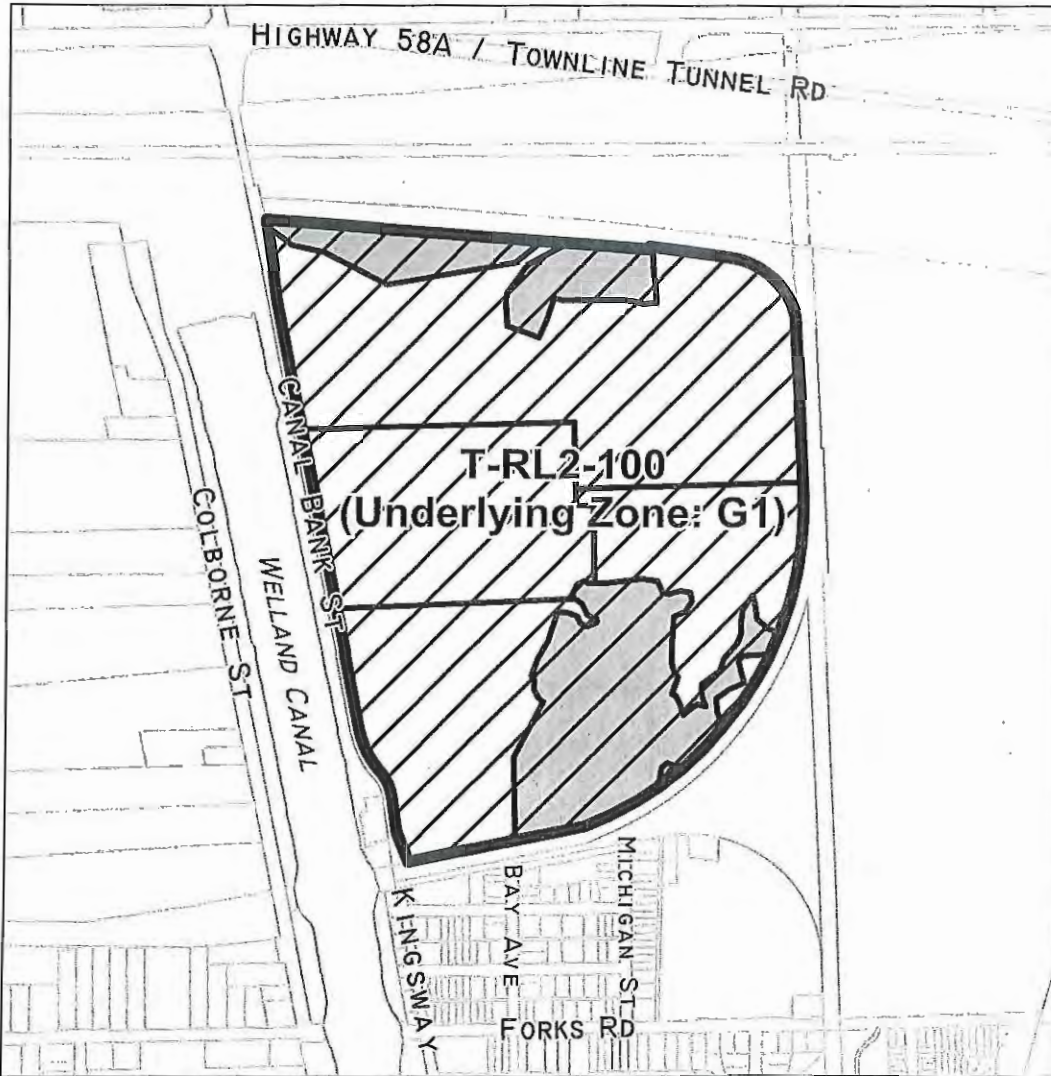 HIGHWAY 58A / TOWNLINE TUNNEL RD
CANAL BANK ST
T-RL2-100
(Underlying Zone: G1)
COLBORNE ST
WELLAND CANAL
KINGSWAY
BAY AVE
MICHIGAN ST
FORKS RD